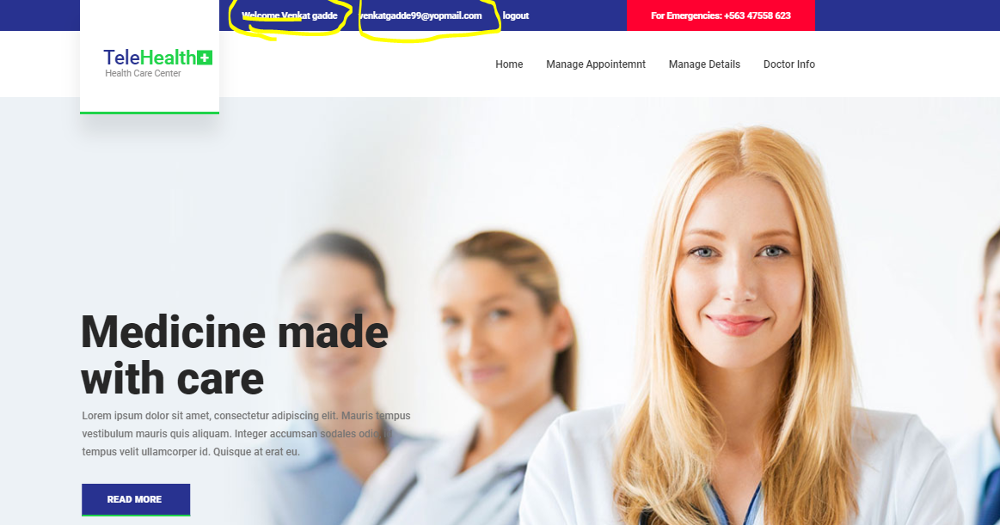 Welcome Venkat gadde venkatgadde99@yopmail.com logout For Emergencies: +563 47558 623
TeleHealth
Health Care Center
Home Manage Appointemnt Manage Details Doctor Info
Medicine made
with care
Lorem ipsum dolor sit amet, consectetur adipiscing elit. Mauris tempus
vestibulum mauris quis aliquam. Integer accumsan sodales odio
tempus velit ullamcorper id. Quisque at erat eu.
READ MORE